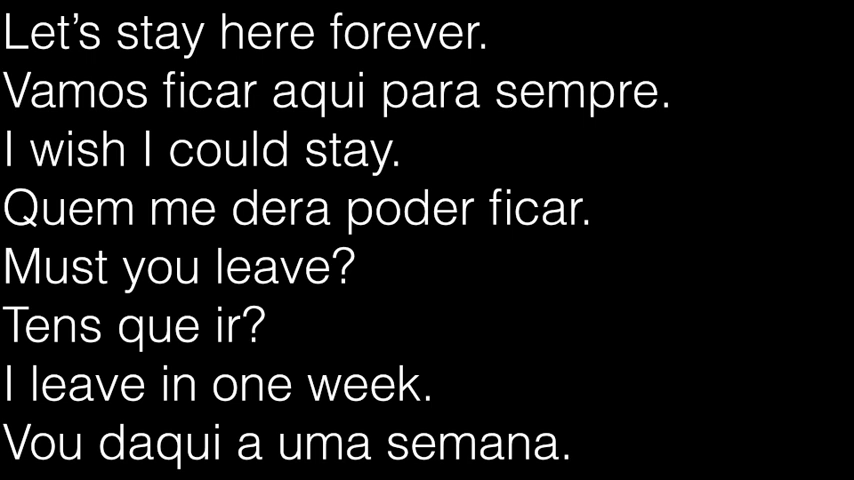 Let’s stay here forever.
Vamos ficar aqui para sempre.
I wish I could stay.
Quem me dera poder ficar.
Must you leave?
Tens que ir?
I leave in one week.
Vou daqui a uma semana.